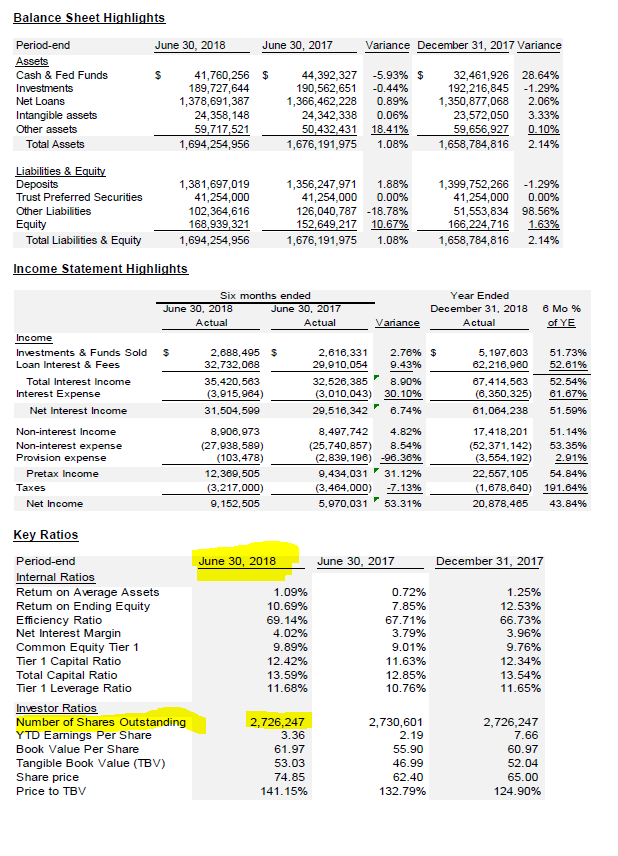 Balance Sheet Highlights
Period-end June 30, 2018 June 30, 2017 Variance December 31, 2017 Variance
Assets
Cash & Fed Funds $ 41,760,256 $ 44,392,327 -5.93% $ 32,461,926 28.64%
Investments 189,727,644 190,562,651 -0.44% 192,216,845 -1.29%
Net Loans 1,378,691,387 1,366,462,228 0.89% 1,350,877,068 2.06%
Intangible assets 24,358,148 24,342,338 0.06% 23,572,050 3.33%
Other assets 59,717,521 50,432,431 18.41% 59,656,927 0.10%
Total Assets 1,694,254,956 1,676,191,975 1.08% 1,658,784,816 2.14%
Liabilities & Equity
Deposits 1,381,697,019 1,356,247,971 1.88% 1,399,752,266 -1.29%
Trust Preferred Securities 41,254,000 41,254,000 0.00% 41,254,000 0.00%
Other Liabilities 102,364,616 126,040,787 -18.78% 51,553,834 98.56%
Equity 168,939,321 152,649,217 10.67% 166,224,716 1.63%
Total Liabilities & Equity 1,694,254,956 1,676,191,975 1.08% 1,658,784,816 2.14%
Income Statement Highlights
Six months ended Year Ended
June 30, 2018 June 30, 2017 December 31, 2018 6 Mo %
Actual Actual Variance Actual of YE
Income
Investments & Funds Sold $ 2,688,495 $ 2,616,331 2.76% $ 5,197,603 51.73%
Loan Interest & Fees 32,732,068 29,910,054 9.43% 62,216,960 52.61%
Total Interest Income 35,420,563 32,526,385 8.90% 67,414,563 52.54%
Interest Expense (3,915,964) (3,010,043) 30.10% (6,350,325) 61.67%
Net Interest Income 31,504,599 29,516,342 6.74% 61,064,238 51.59%
Non-interest Income 8,906,973 8,497,742 4.82% 17,418,201 51.14%
Non-interest expense (27,938,589) (25,740,857) 8.54% (52,371,142) 53.35%
Provision expense (103,478) (2,839,196) -96.36% (3,554,192) 2.91%
Pretax Income 12,369,505 9,434,031 31.12% 22,557,105 54.84%
Taxes (3,217,000) (3,464,000) -7.13% (1,678,640) 191.64%
Net Income 9,152,505 5,970,031 53.31% 20,878,465 43.84%
Key Ratios
Period-end June 30, 2018 June 30, 2017 December 31, 2017
Internal Ratios
Return on Average Assets 1.09% 0.72% 1.25%
Return on Ending Equity 10.69% 7.85% 12.53%
Efficiency Ratio 69.14% 67.71% 66.73%
Net Interest Margin 4.02% 3.79% 3.96%
Common Equity Tier 1 9.89% 9.01% 9.76%
Tier 1 Capital Ratio 12.42% 11.63% 12.34%
Total Capital Ratio 13.59% 12.85% 13.54%
Tier 1 Leverage Ratio 11.68% 10.76% 11.65%
Investor Ratios
Number of Shares Outstanding 2,726,247 2,730,601 2,726,247
YTD Earnings Per Share 3.36 2.19 7.66
Book Value Per Share 61.97 55.90 60.97
Tangible Book Value (TBV) 53.03 46.99 52.04
Share price 74.85 62.40 65.00
Price to TBV 141.15% 132.79% 124.90%